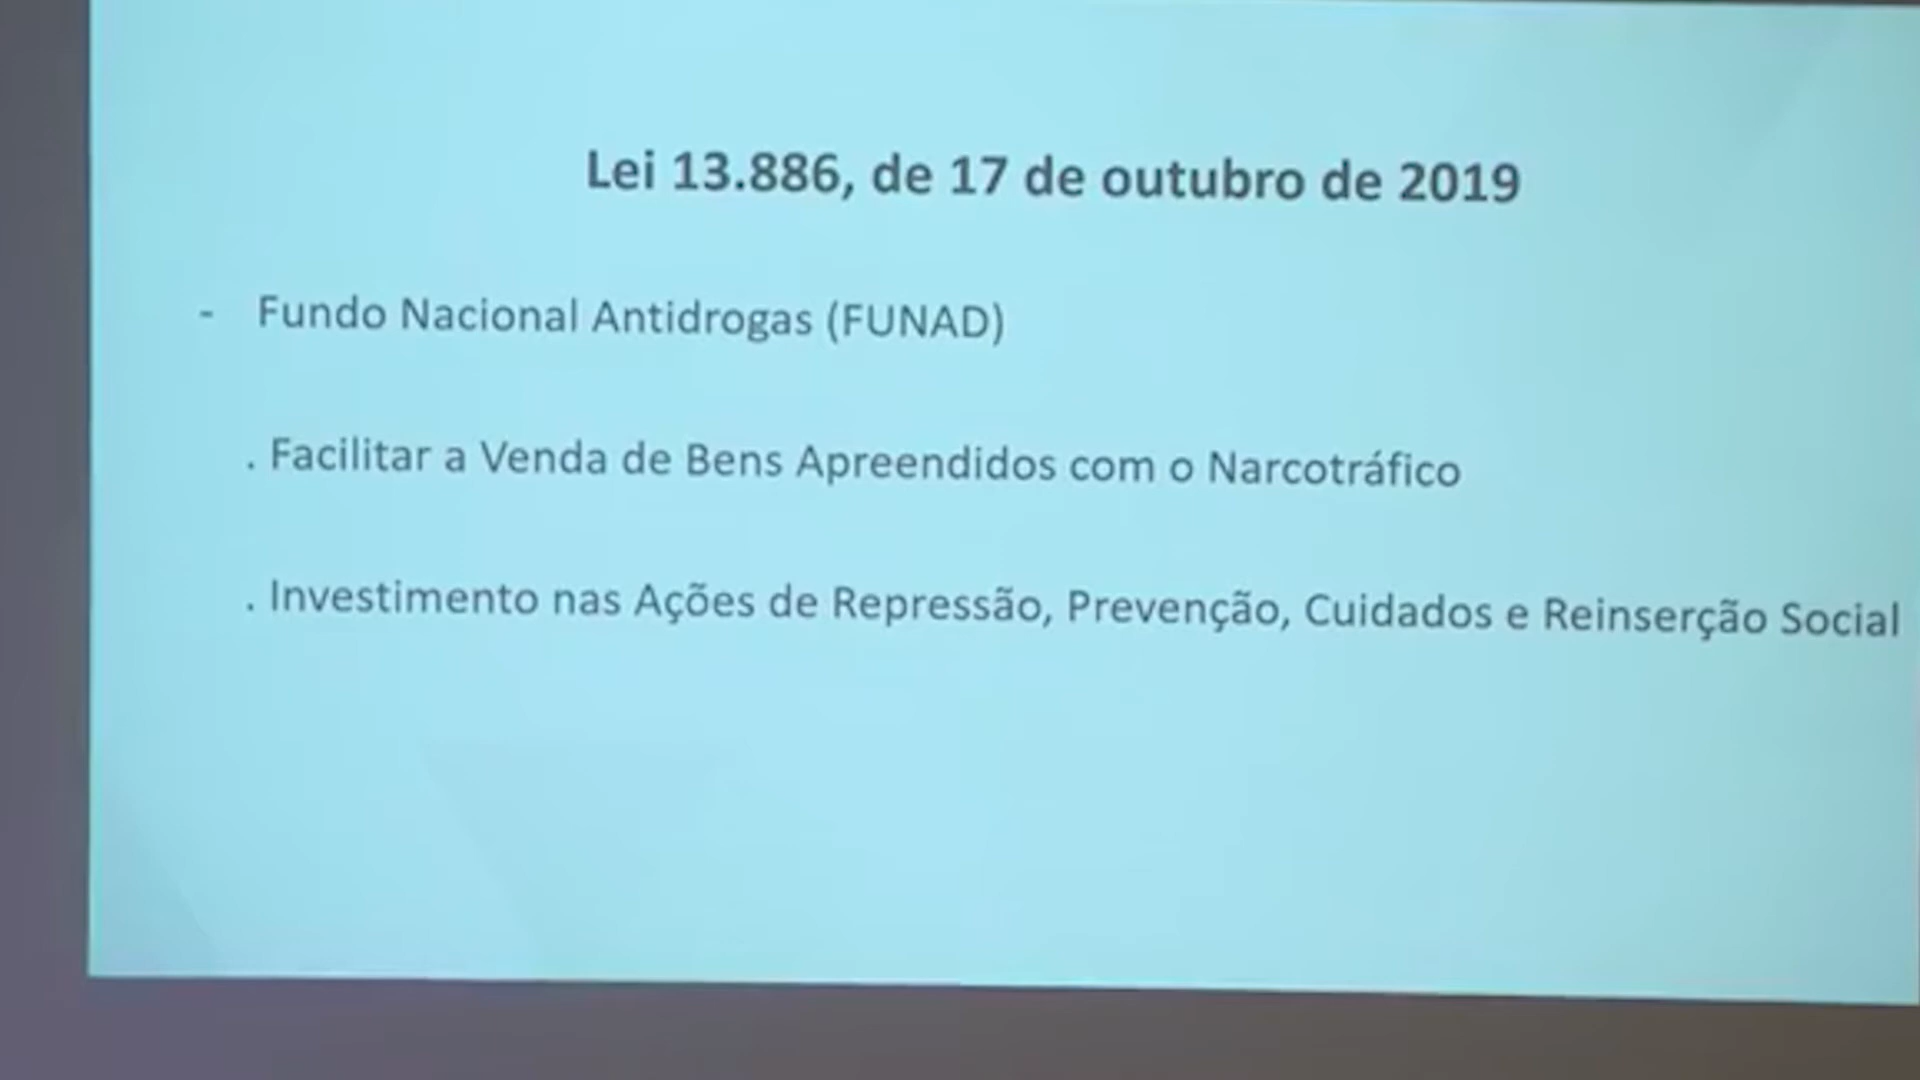 Lei 13.886, de 17 de outubro de 2019
- Fundo Nacional Antidrogas (FUNAD)
. Facilitar a Venda de Bens Apreendidos com o Narcotráfico
. Investimento nas Ações de Repressão, Prevenção, Cuidados e Reinserção Social